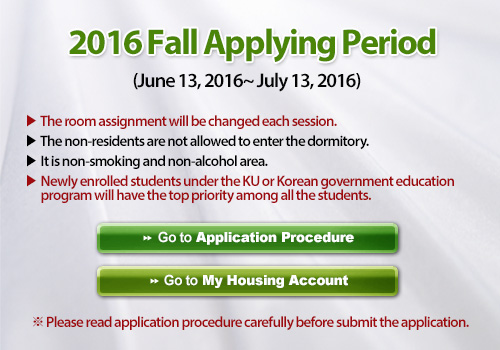 2016 Fall Applying Period
(June 13, 2016~ July 13, 2016)
▶ The room assignment will be changed each session.
▶ The non-residents are not allowed to enter the dormitory.
▶ It is non-smoking and non-alcohol area.
▶ Newly enrolled students under the KU or Korean government education
program will have the top priority among all the students.
▸▸ Go to Application Procedure
▸▸ Go to My Housing Account
※ Please read application procedure carefully before submit the application.